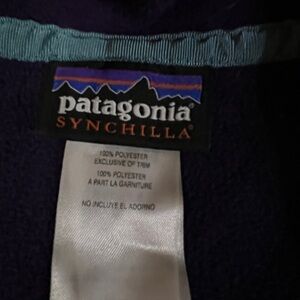 patagonia®
SYNCHILLA®
100% POLYESTER
EXCLUSIVE OF TRIM
100% POLYESTER
A PART LA GARNITURE
NO INCLUYE EL ADORNO